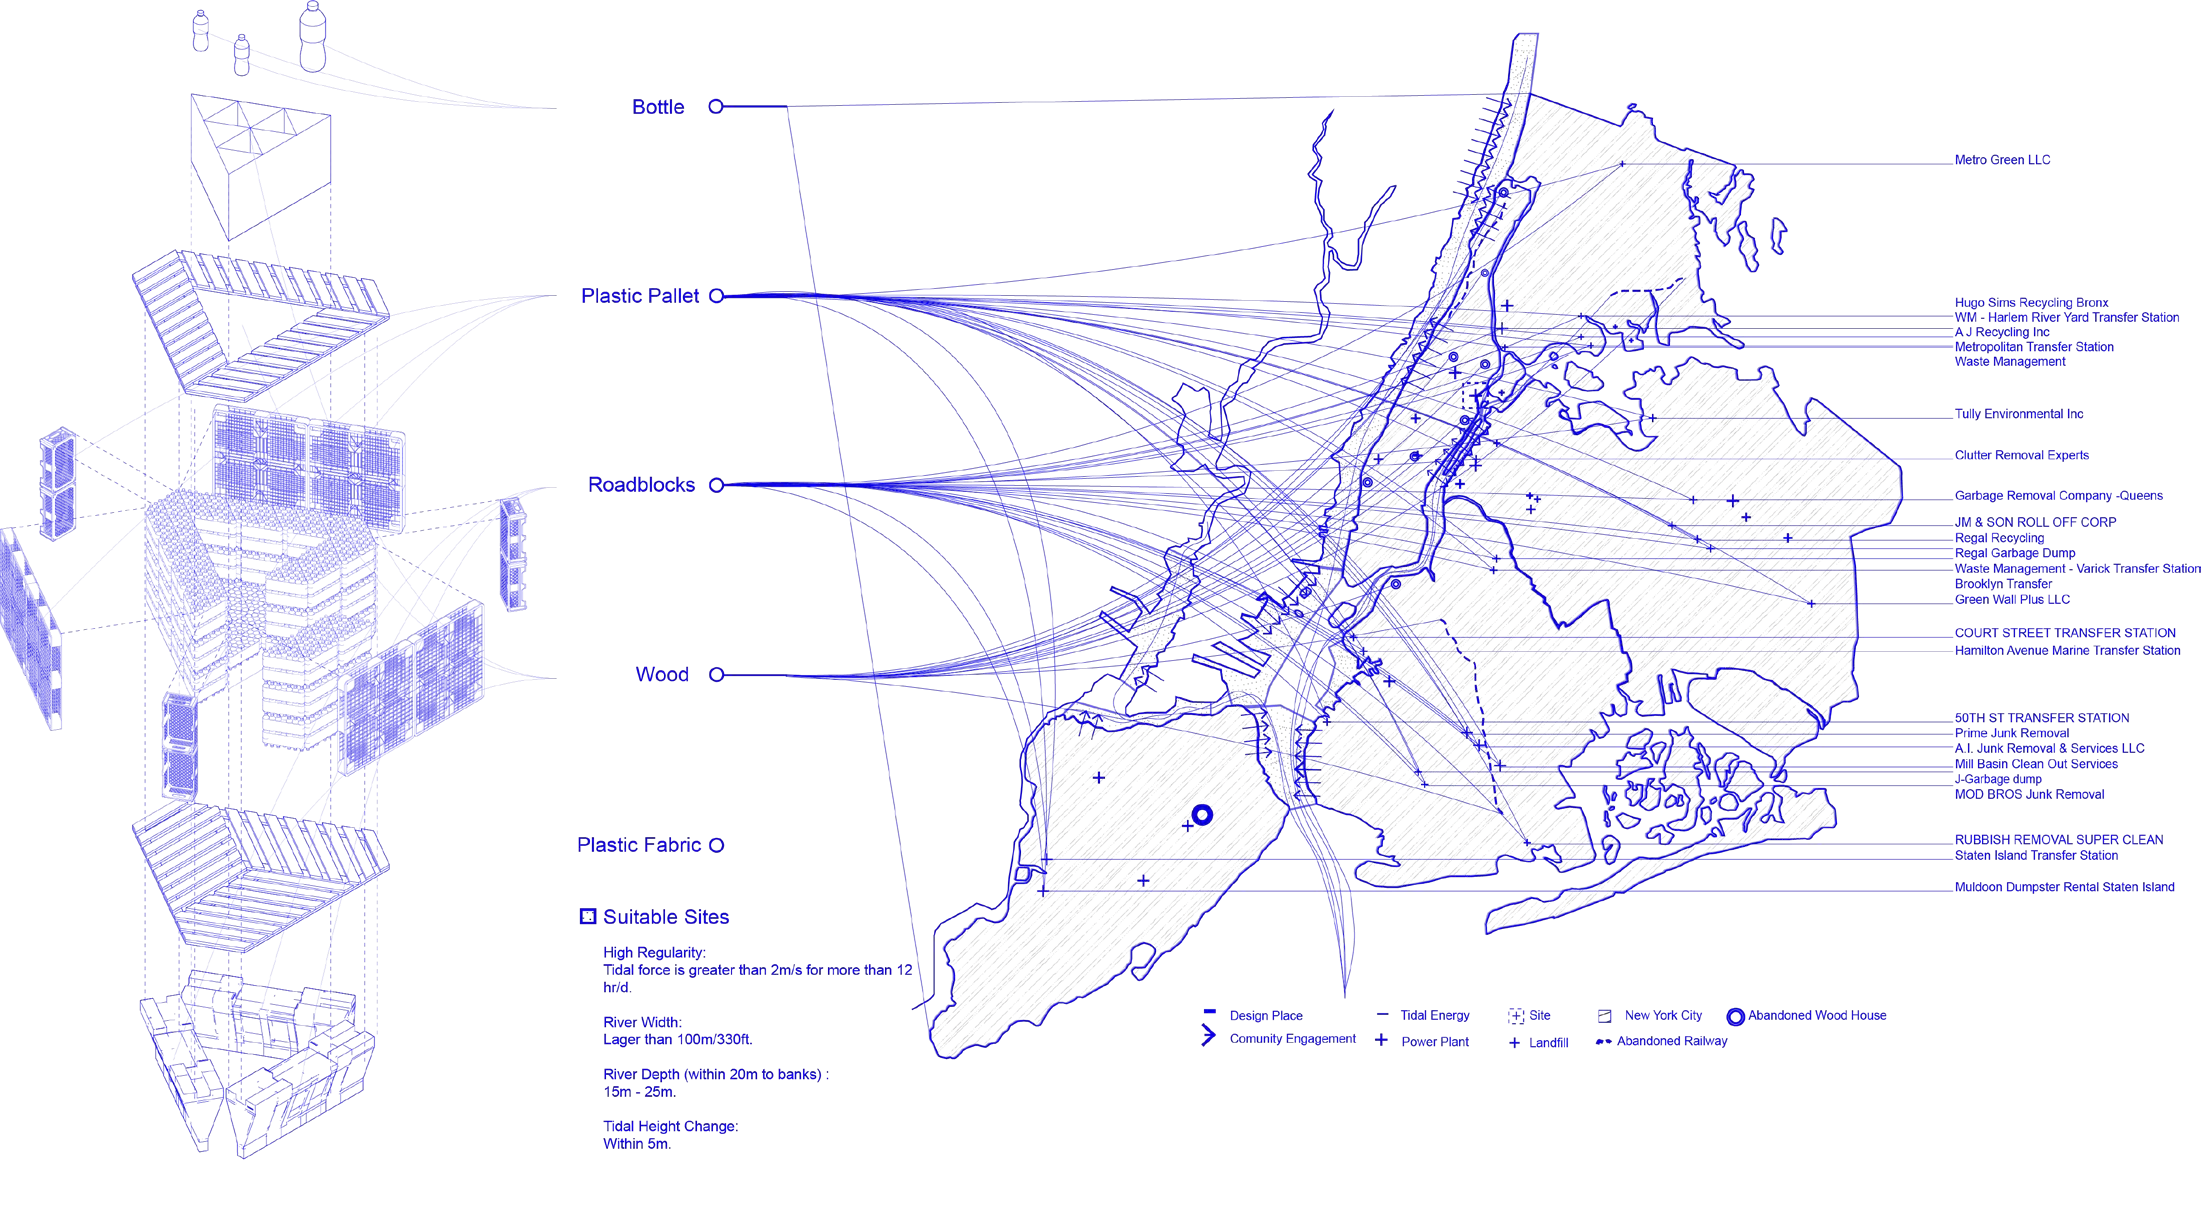 Bottle
Plastic Pallet
Roadblocks
Wood
Plastic Fabric
Suitable Sites
High Regularity:
Tidal force is greater than 2m/s for more than 12
hr/d.
River Width:
Lager than 100m/330ft.
River Depth (within 20m to banks) :
15m - 25m.
Tidal Height Change:
Within 5m.
Metro Green LLC
Hugo Sims Recycling Bronx
WM - Harlem River Yard Transfer Station
A J Recycling Inc
Metropolitan Transfer Station
Waste Management
Tully Environmental Inc
Clutter Removal Experts
Garbage Removal Company -Queens
JM & SON ROLL OFF CORP
Regal Recycling
Regal Garbage Dump
Waste Management - Varick Transfer Station
Brooklyn Transfer
Green Wall Plus LLC
COURT STREET TRANSFER STATION
Hamilton Avenue Marine Transfer Station
50TH ST TRANSFER STATION
Prime Junk Removal
A.I. Junk Removal & Services LLC
Mill Basin Clean Out Services
J-Garbage dump
MOD BROS Junk Removal
RUBBISH REMOVAL SUPER CLEAN
Staten Island Transfer Station
Muldoon Dumpster Rental Staten Island
Design Place
Tidal Energy
Site
New York City
Abandoned Wood House
Comunity Engagement
Power Plant
Landfill
Abandoned Railway